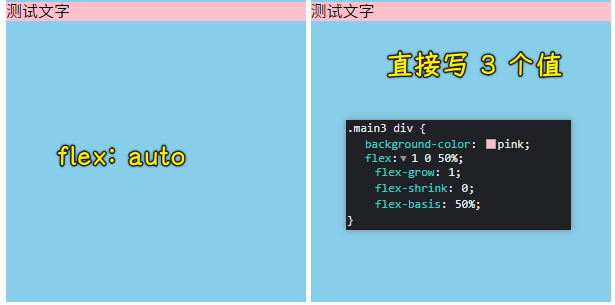 测试文字
flex: auto
测试文字
直接写 3 个值
.main3 div {
background-color: pink;
flex: 1 0 50%;
flex-grow: 1;
flex-shrink: 0;
flex-basis: 50%;
}